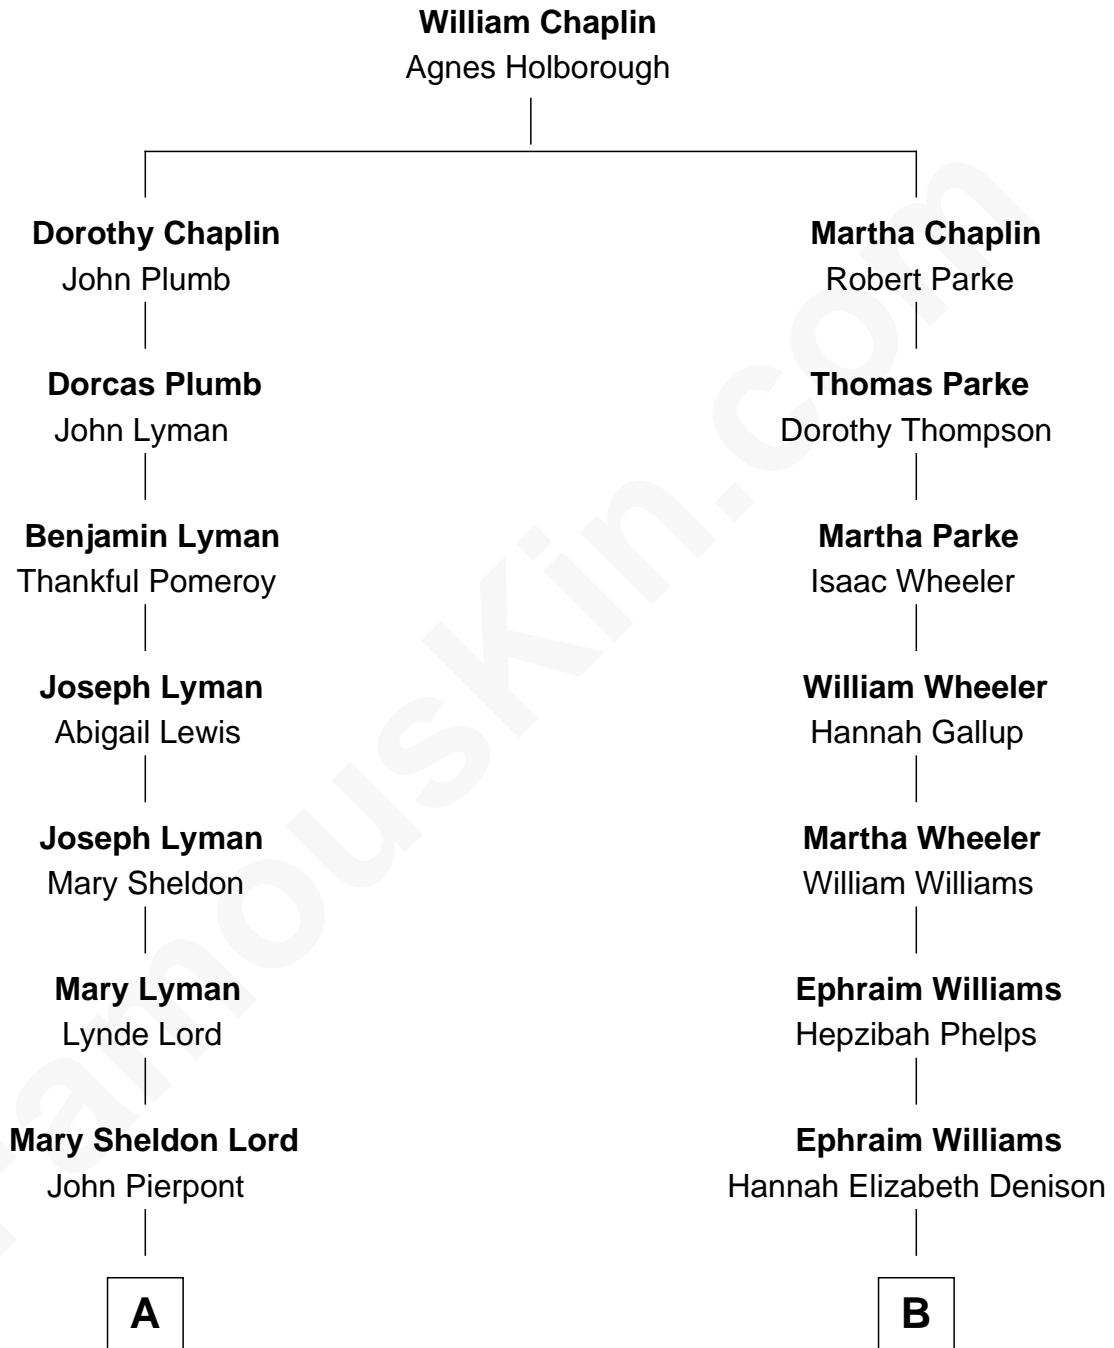 William Chaplin
Agnes Holborough
Dorothy Chaplin
John Plumb
Martha Chaplin
Robert Parke
Dorcas Plumb
John Lyman
Thomas Parke
Dorothy Thompson
Benjamin Lyman
Thankful Pomeroy
Martha Parke
Isaac Wheeler
Joseph Lyman
Abigail Lewis
William Wheeler
Hannah Gallup
Joseph Lyman
Mary Sheldon
Martha Wheeler
William Williams
Mary Lyman
Lynde Lord
Ephraim Williams
Hepzibah Phelps
Mary Sheldon Lord
John Pierpont
Ephraim Williams
Hannah Elizabeth Denison
A
B
FamousKin.com